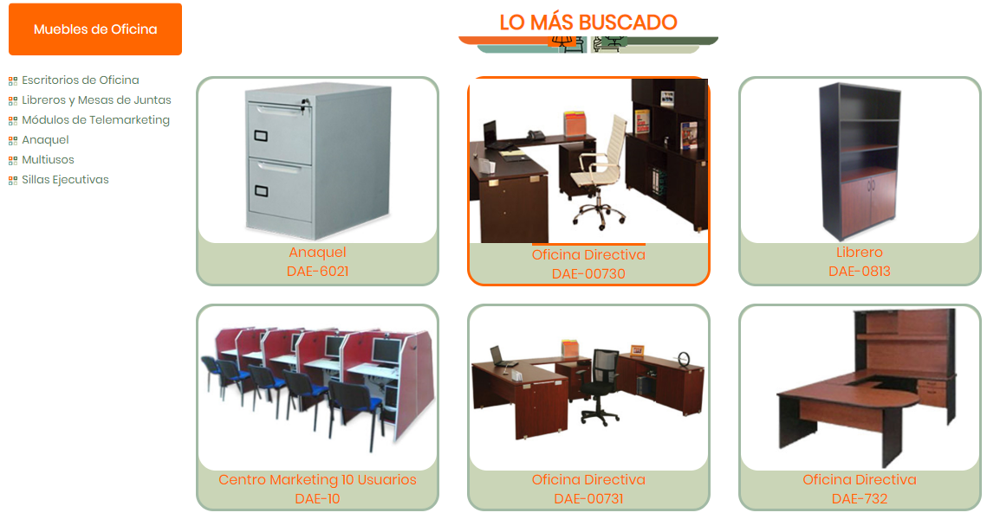 Muebles de Oficina
Escritorios de Oficina
Libreros y Mesas de Juntas
Módulos de Telemarketing
Anaquel
Multiusos
Sillas Ejecutivas
LO MÁS BUSCADO
Anaquel
DAE-6021
Oficina Directiva
DAE-00730
Librero
DAE-0813
Centro Marketing 10 Usuarios
DAE-10
Oficina Directiva
DAE-00731
Oficina Directiva
DAE-732